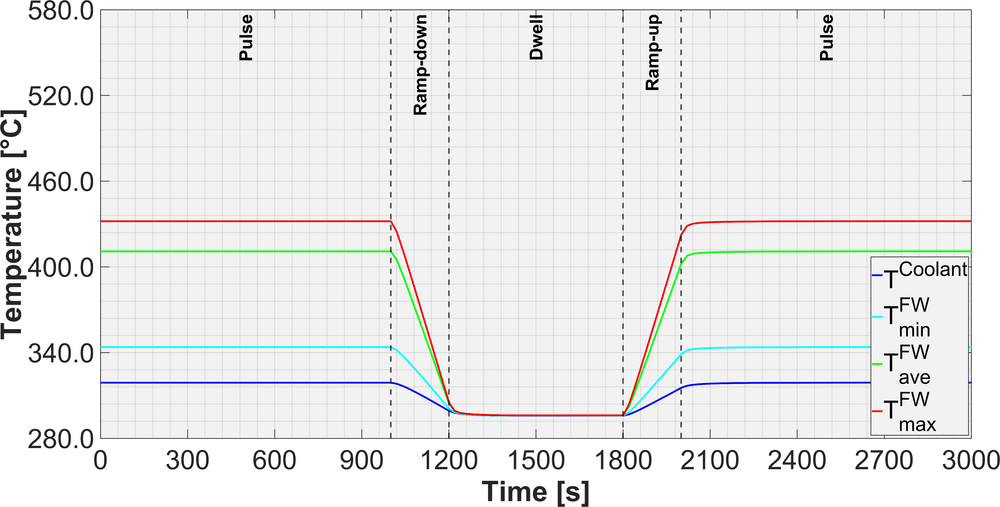 580.0
520.0
460.0
400.0
340.0
280.0
Temperature [°C]
Pulse
Ramp-down
Dwell
Ramp-up
Pulse
T^Coolant
T^FW_min
T^FW_ave
T^FW_max
0 300 600 900 1200 1500 1800 2100 2400 2700 3000
Time [s]